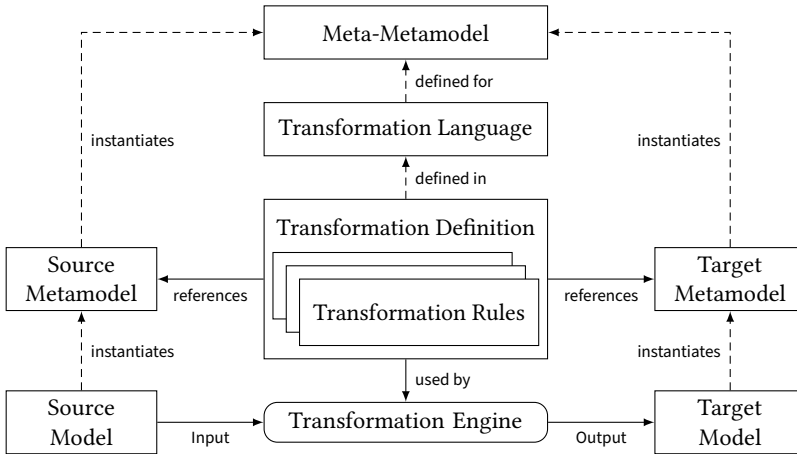 Meta-Metamodel
defined for
Transformation Language
instantiates
instantiates
defined in
Transformation Definition
Source
Metamodel
references
Transformation Rules
references
Target
Metamodel
instantiates
used by
instantiates
Source
Model
Input
Transformation Engine
Output
Target
Model